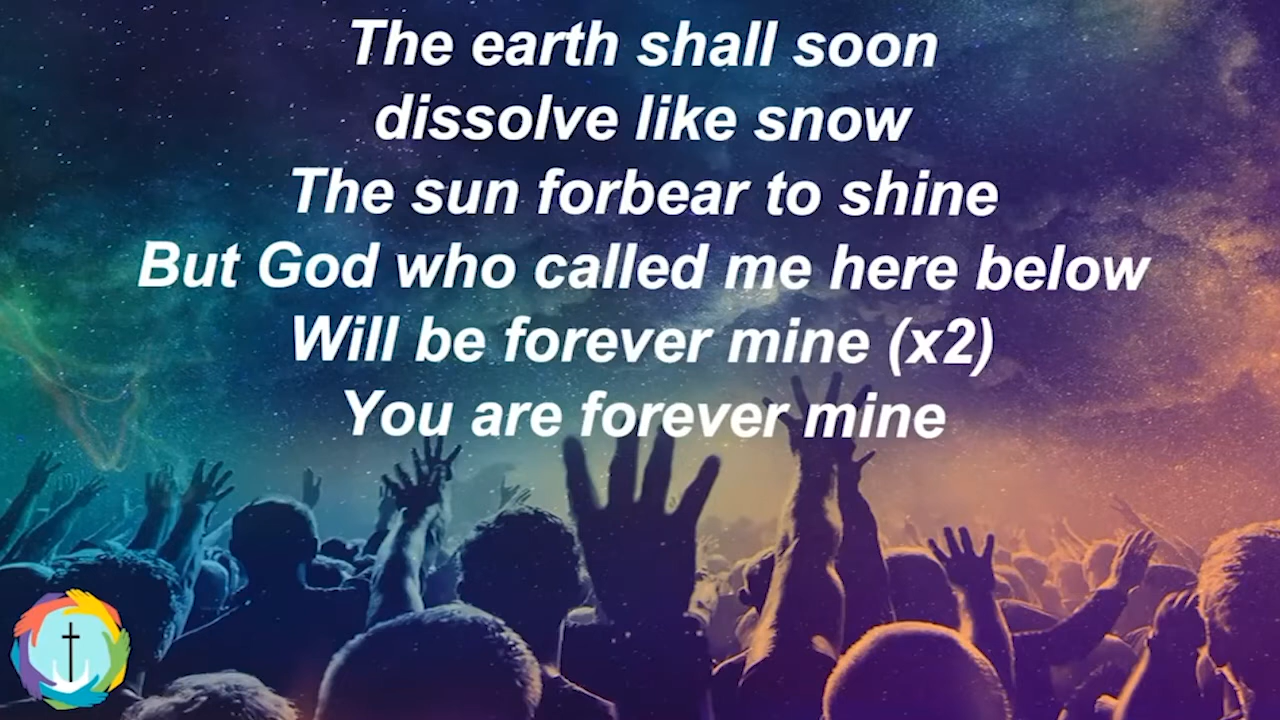 The earth shall soon
dissolve like snow
The sun forbear to shine
But God who called me here below
Will be forever mine (x2)
You are forever mine